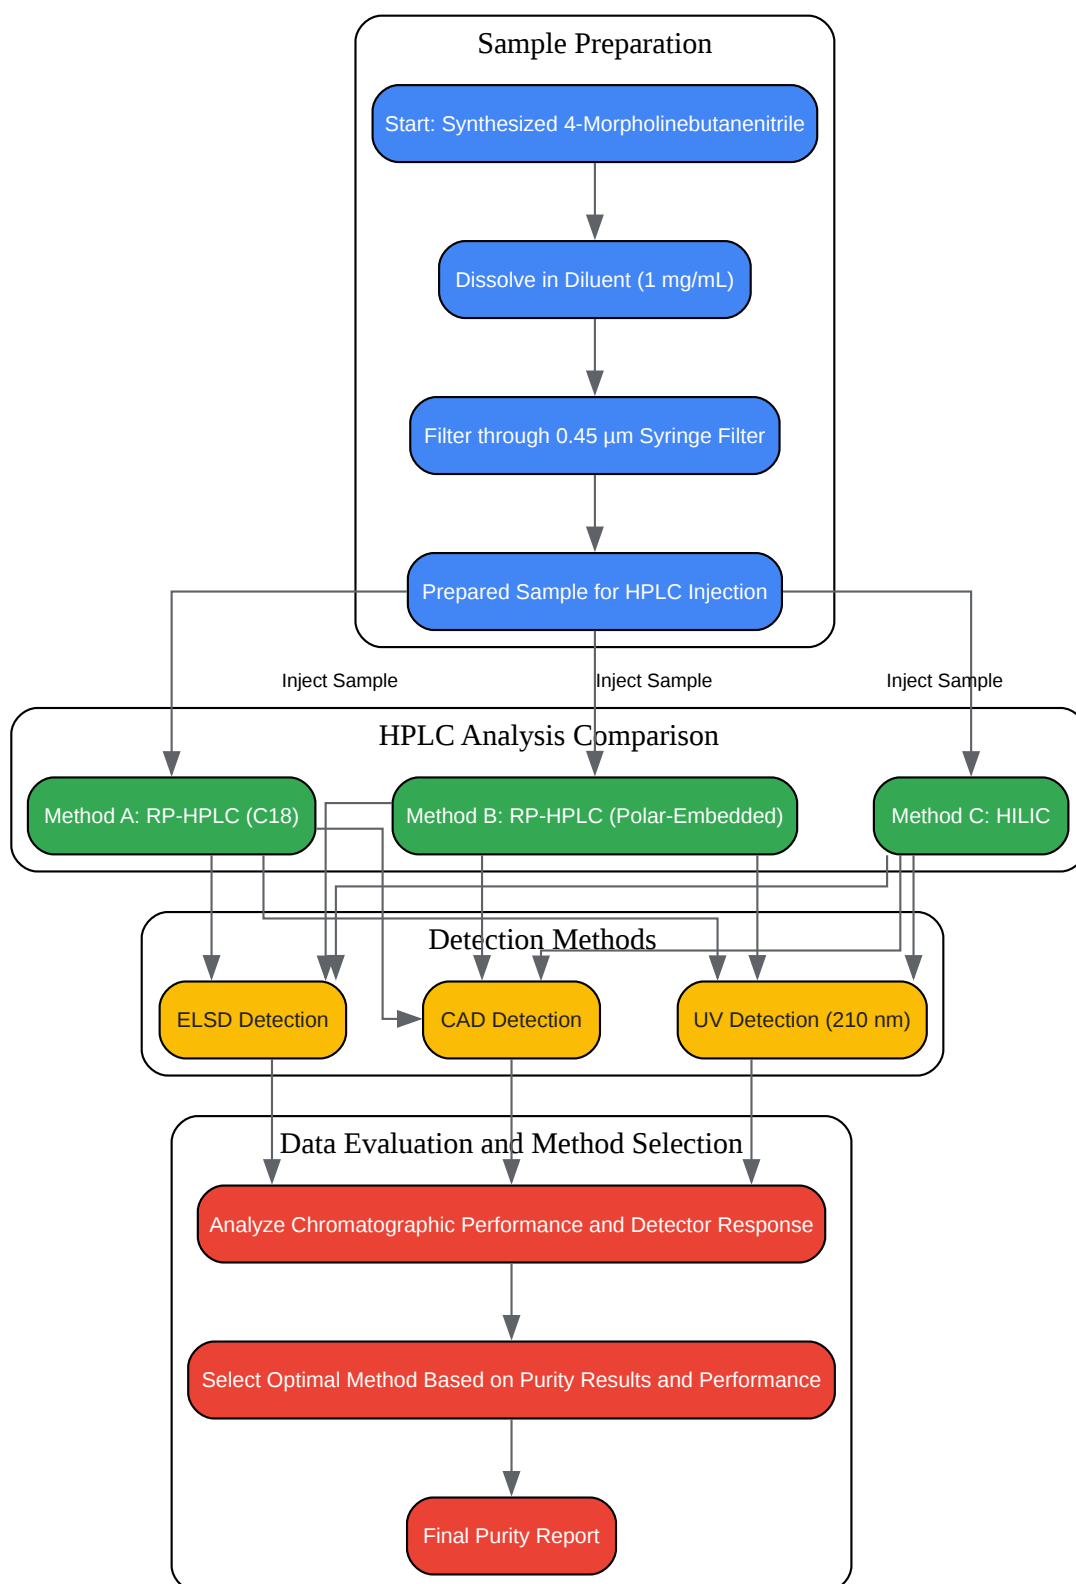 Sample Preparation
Start: Synthesized 4-Morpholinebutanenitrile
Dissolve in Diluent (1 mg/mL)
Filter through 0.45 µm Syringe Filter
Prepared Sample for HPLC Injection
Inject Sample
Inject Sample
Inject Sample
HPLC Analysis Comparison
Method A: RP-HPLC (C18)
Method B: RP-HPLC (Polar-Embedded)
Method C: HILIC
Detection Methods
ELSD Detection
CAD Detection
UV Detection (210 nm)
Data Evaluation and Method Selection
Analyze Chromatographic Performance and Detector Response
Select Optimal Method Based on Purity Results and Performance
Final Purity Report